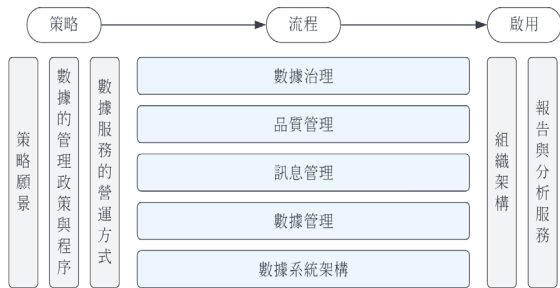 策略
流程
啟用
策略願景
數據的管理政策與程序
數據服務的營運方式
數據治理
品質管理
訊息管理
數據管理
數據系統架構
組織架構
報告與分析服務